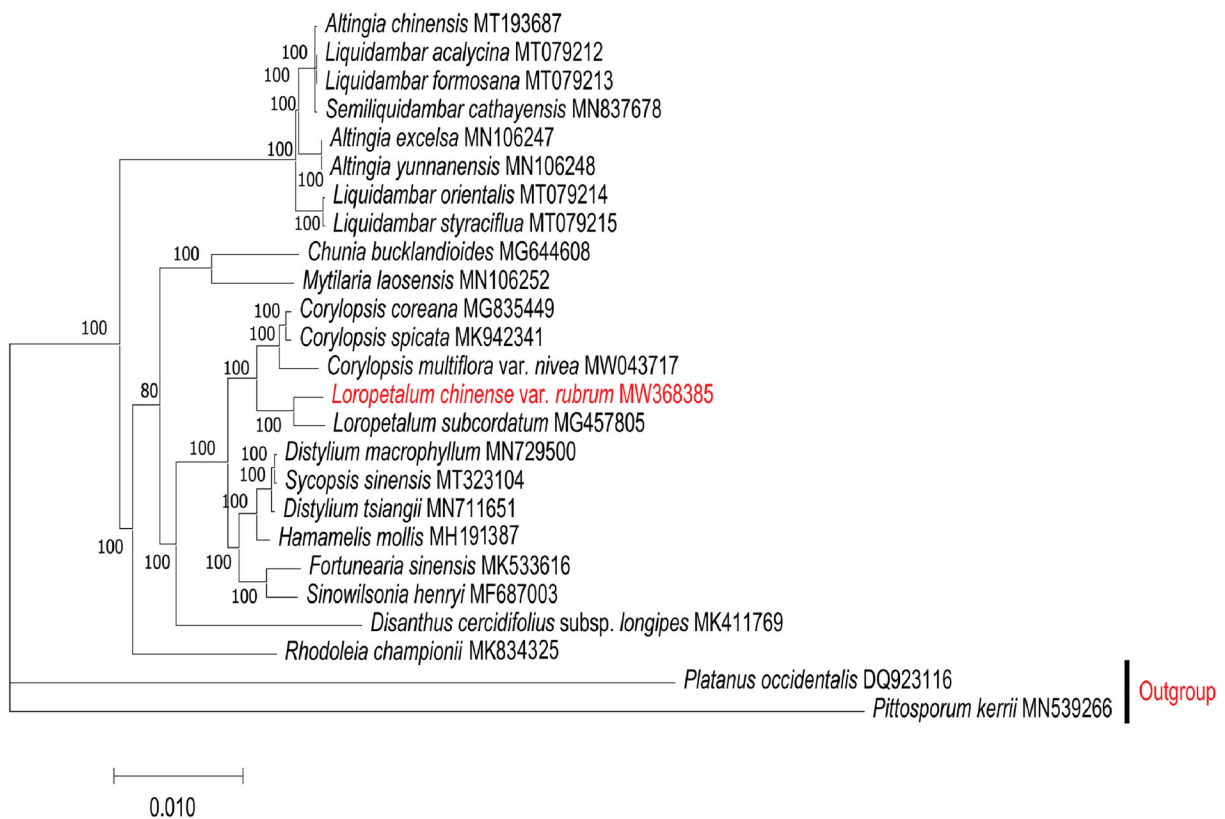 Altingia chinensis MT193687
100
Liquidambar acalycina MT079212
100
Liquidambar formosana MT079213
100
Semiliquidambar cathayensis MN837678
Altingia excelsa MN106247
100
Altingia yunnanensis MN106248
100
Liquidambar orientalis MT079214
100
Liquidambar styraciflua MT079215
100
Chunia bucklandioides MG644608
Mytilaria laosensis MN106252
Corylopsis coreana MG835449
100
100
Corylopsis spicata MK942341
100
100
Corylopsis multiflora var. nivea MW043717
80
Loropetalum chinense var. rubrum MW368385
100
Loropetalum subcordatum MG457805
100
Distylium macrophyllum MN729500
100
100
Sycopsis sinensis MT323104
100
Distylium tsiangii MN711651
Hamamelis mollis MH191387
100
100
100
Fortunearia sinensis MK533616
100
Sinowilsonia henryi MF687003
Disanthus cercidifolius subsp. longipes MK411769
Rhodoleia championii MK834325
Platanus occidentalis DQ923116
Outgroup
Pittosporum kerrii MN539266
0.010